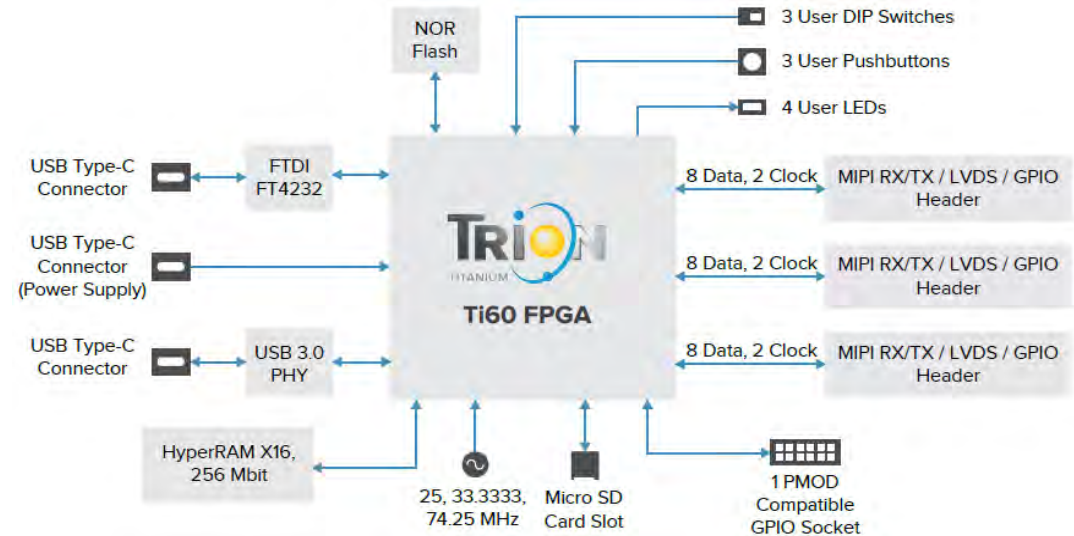 NOR
Flash
3 User DIP Switches
3 User Pushbuttons
4 User LEDs
USB Type-C
Connector
FTDI
FT4232
8 Data, 2 Clock
MIPI RX/TX / LVDS / GPIO
Header
TRION
TITANIUM
Ti60 FPGA
USB Type-C
Connector
(Power Supply)
8 Data, 2 Clock
MIPI RX/TX / LVDS / GPIO
Header
USB Type-C
Connector
USB 3.0
PHY
8 Data, 2 Clock
MIPI RX/TX / LVDS / GPIO
Header
HyperRAM X16,
256 Mbit
25, 33.3333,
74.25 MHz
Micro SD
Card Slot
1 PMOD
Compatible
GPIO Socket